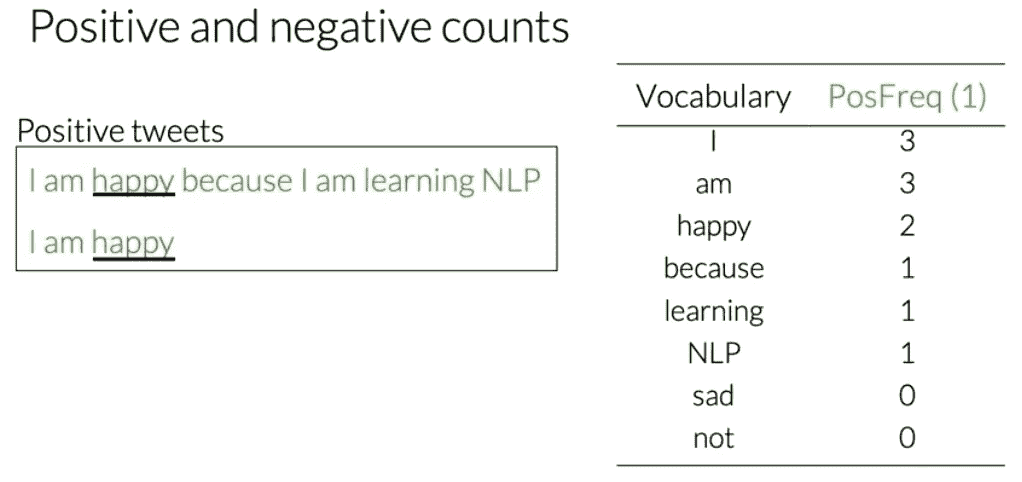 Positive and negative counts
Positive tweets
I am happy because I am learning NLP
I am happy
Vocabulary PosFreq (1)
I 3
am 3
happy 2
because 1
learning 1
NLP 1
sad 0
not 0